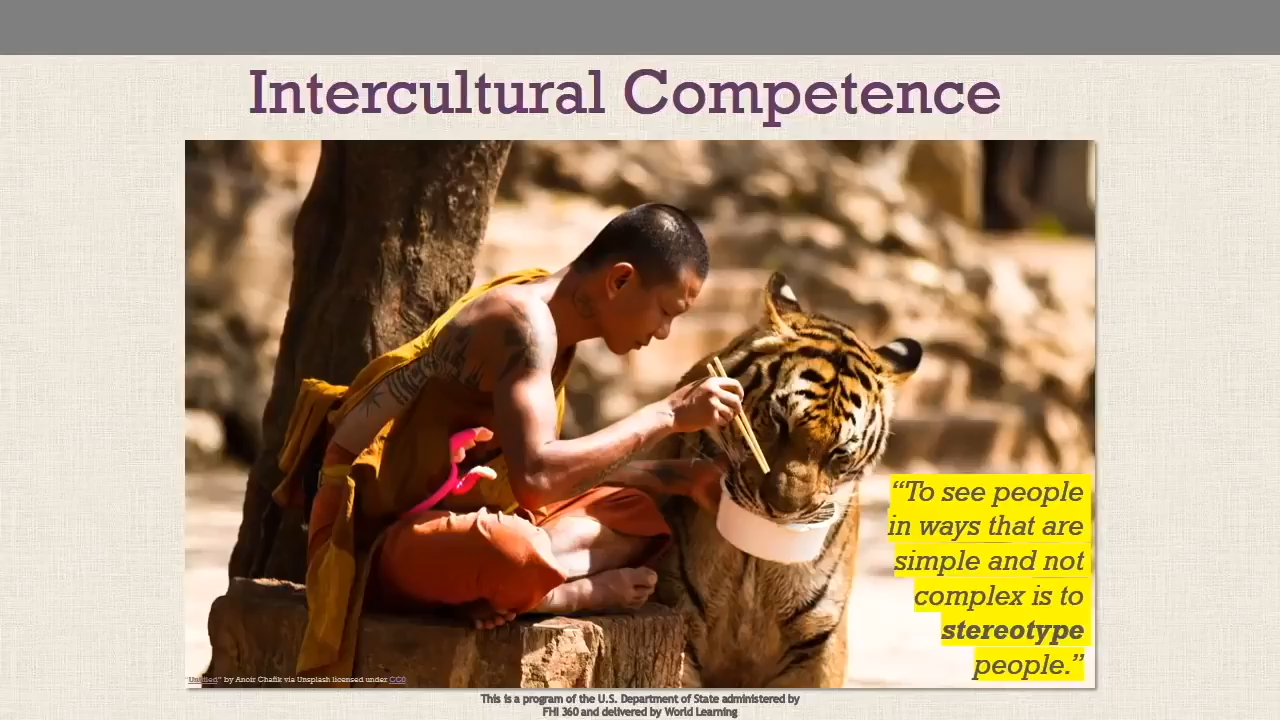 Intercultural Competence
“To see people
in ways that are
simple and not
complex is to
stereotype
people.”
"Untitled" by Anoir Chafik via Unsplash licensed under CC0
This is a program of the U.S. Department of State administered by
FHI 360 and delivered by World Learning